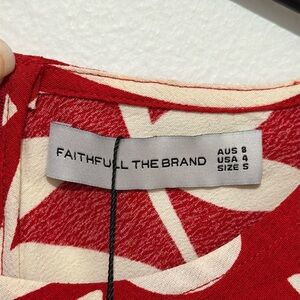 FAITHFULL THE BRAND
AUS 8
USA 4
SIZE S